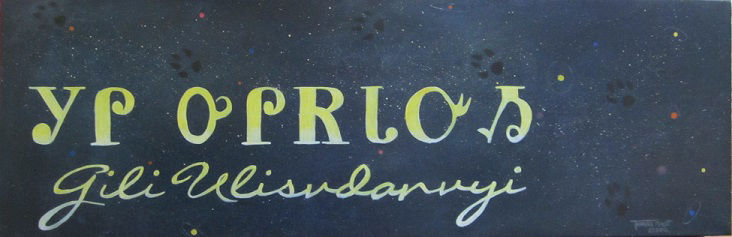 ᎩᎵ ᎤᎵᏒᏓᏅᏱ
Gili Ulisvdanvyi